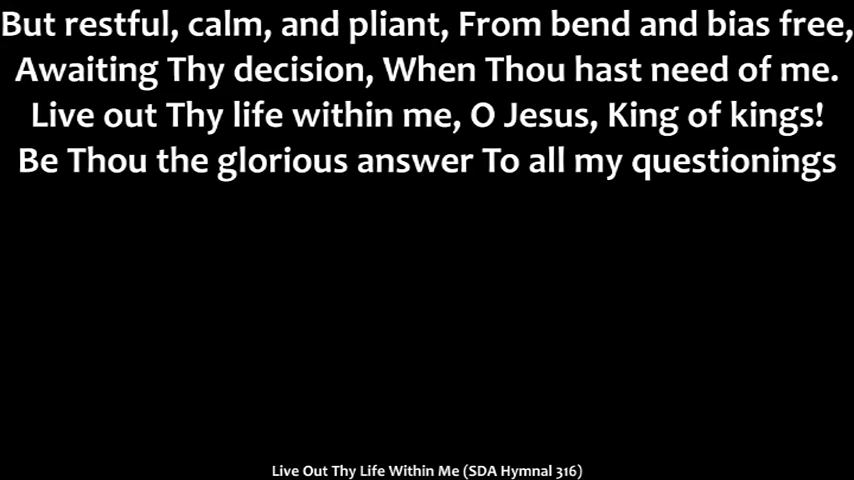 But restful, calm, and pliant, From bend and bias free,
Awaiting Thy decision, When Thou hast need of me.
Live out Thy life within me, O Jesus, King of kings!
Be Thou the glorious answer To all my questionings
Live Out Thy Life Within Me (SDA Hymnal 316)